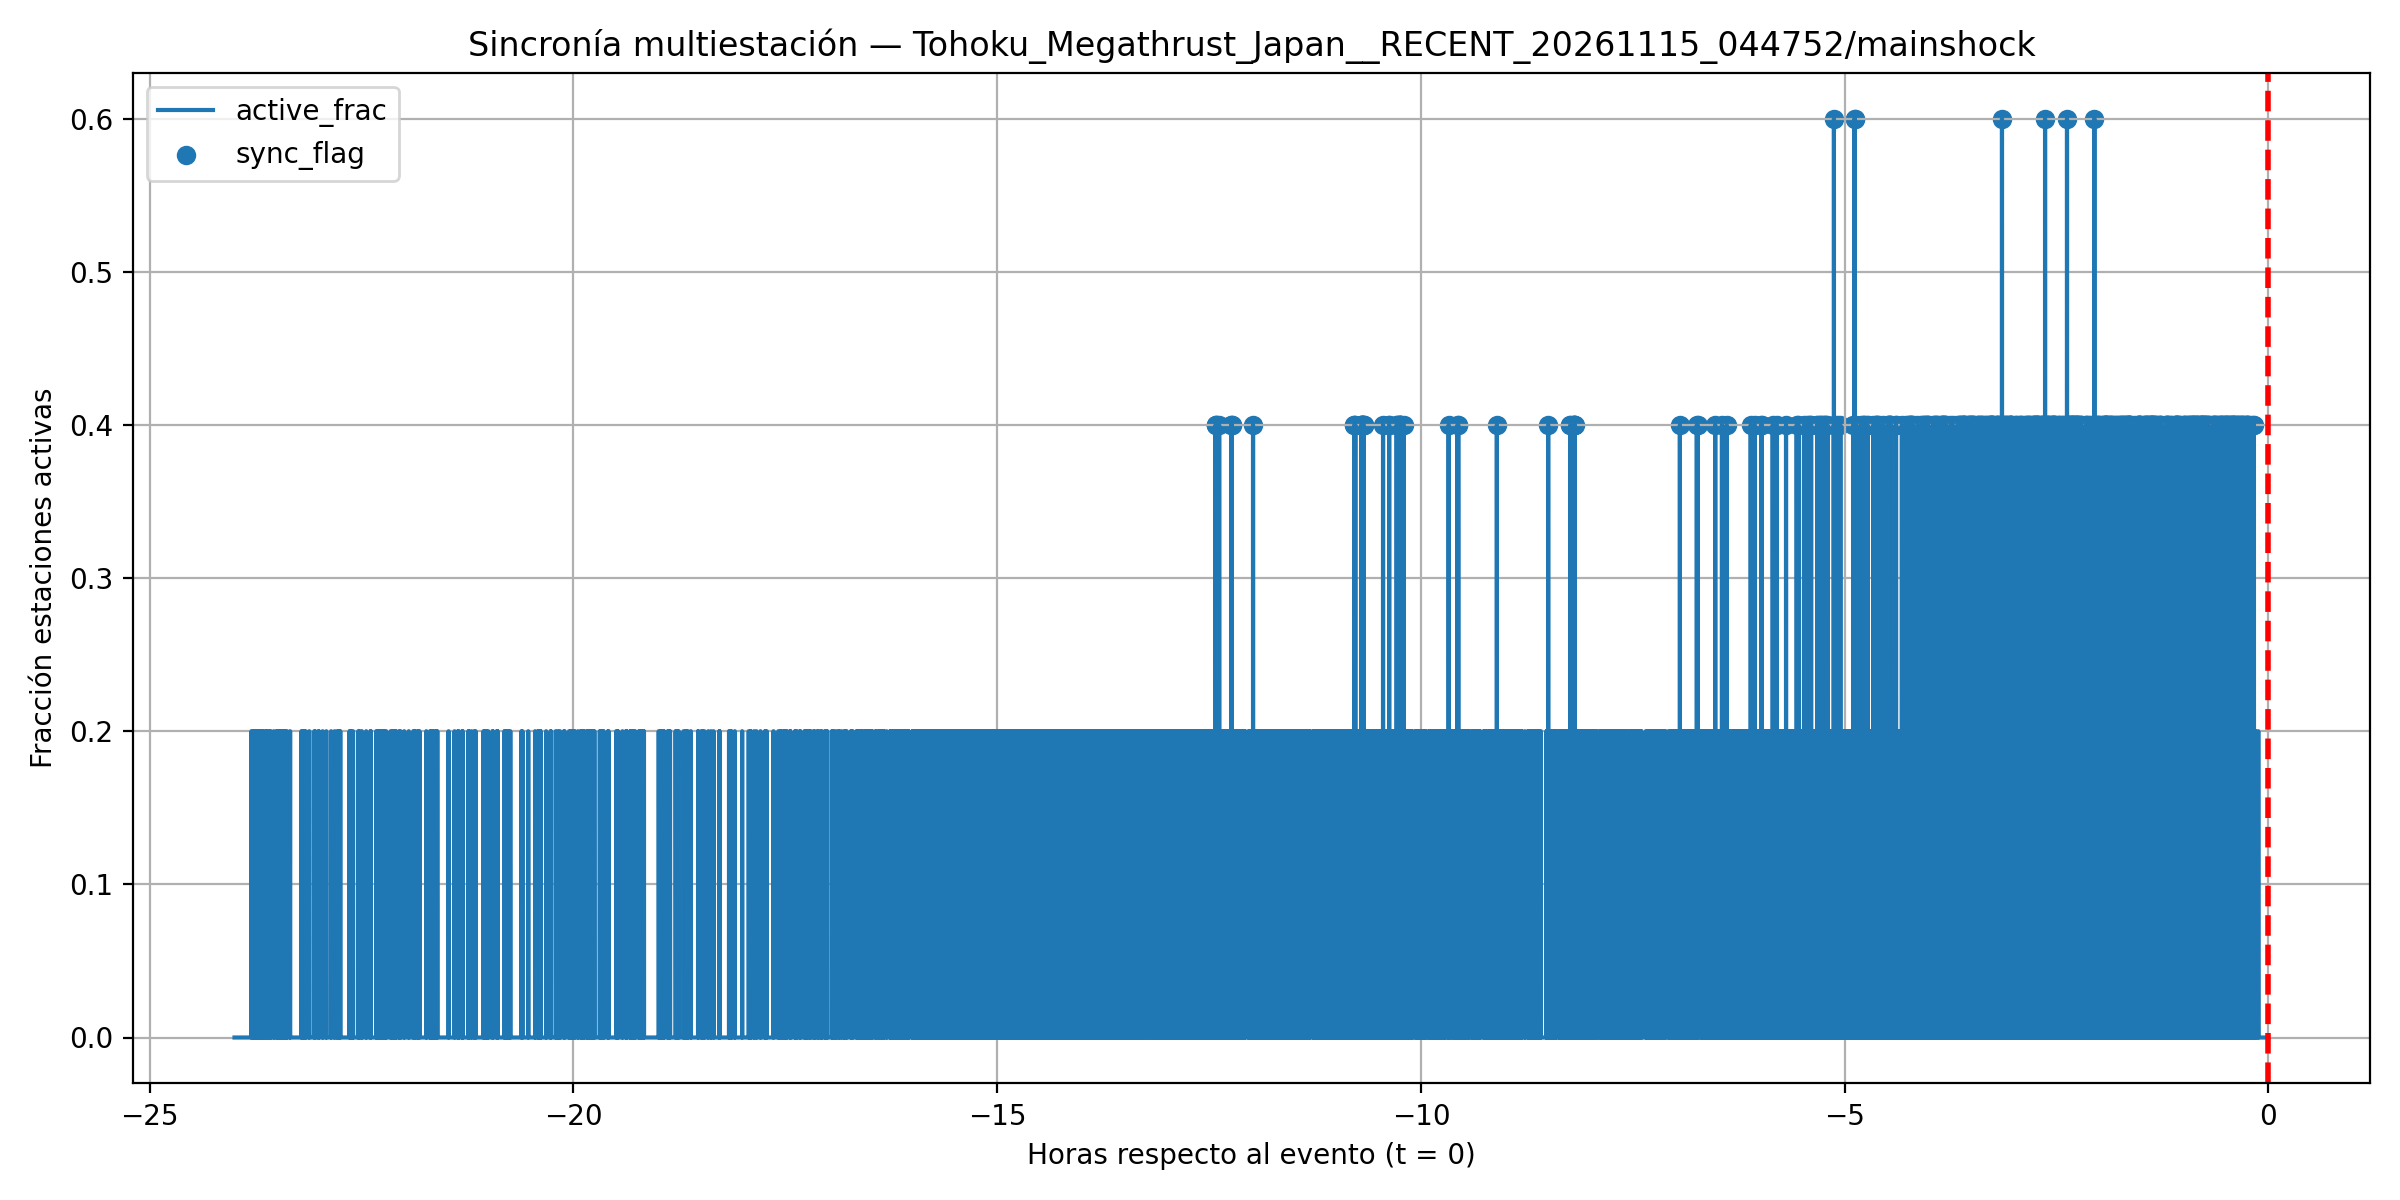 Sincronía multiestación — Tohoku_Megathrust_Japan__RECENT_20261115_044752/mainshock
active_frac
sync_flag
0.6
0.5
0.4
0.3
0.2
0.1
0.0
Fracción estaciones activas
−25
−20
−15
−10
−5
0
Horas respecto al evento (t = 0)